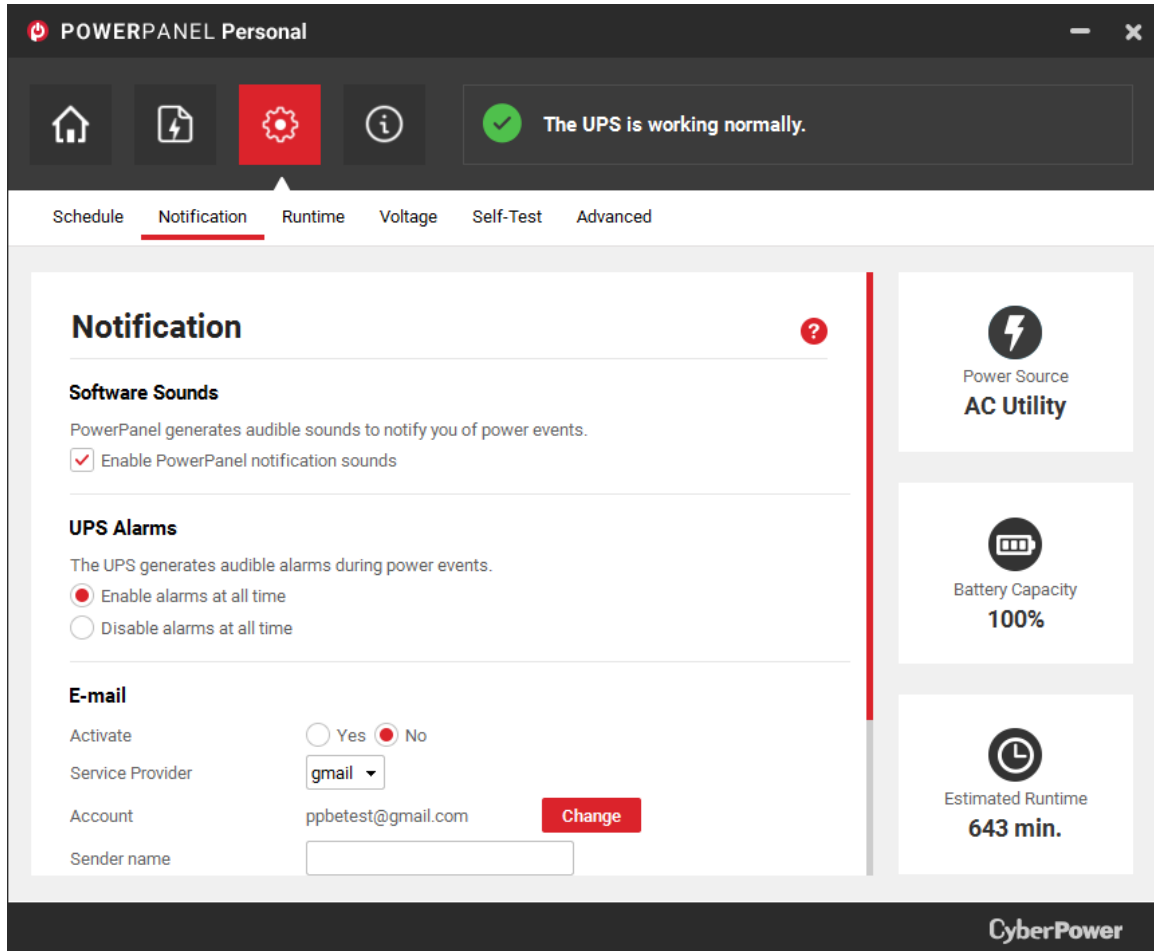 POWERPANEL Personal
The UPS is working normally.
Schedule Notification Runtime Voltage Self-Test Advanced
Notification
?
Software Sounds
PowerPanel generates audible sounds to notify you of power events.
Enable PowerPanel notification sounds
UPS Alarms
The UPS generates audible alarms during power events.
Enable alarms at all time
Disable alarms at all time
E-mail
Activate Yes No
Service Provider gmail
Account ppbetest@gmail.com Change
Sender name
Power Source
AC Utility
Battery Capacity
100%
Estimated Runtime
643 min.
CyberPower